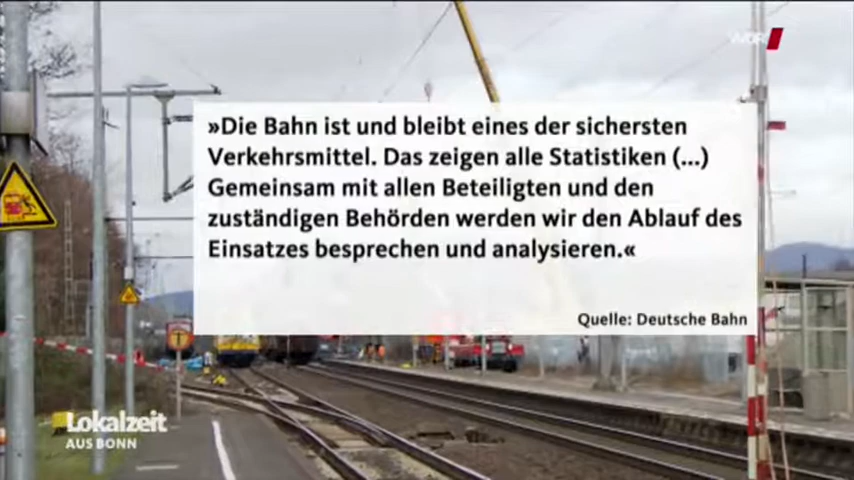 WDR
»Die Bahn ist und bleibt eines der sichersten
Verkehrsmittel. Das zeigen alle Statistiken (...)
Gemeinsam mit allen Beteiligten und den
zuständigen Behörden werden wir den Ablauf des
Einsatzes besprechen und analysieren.«
Quelle: Deutsche Bahn
Lokalzeit
AUS BONN